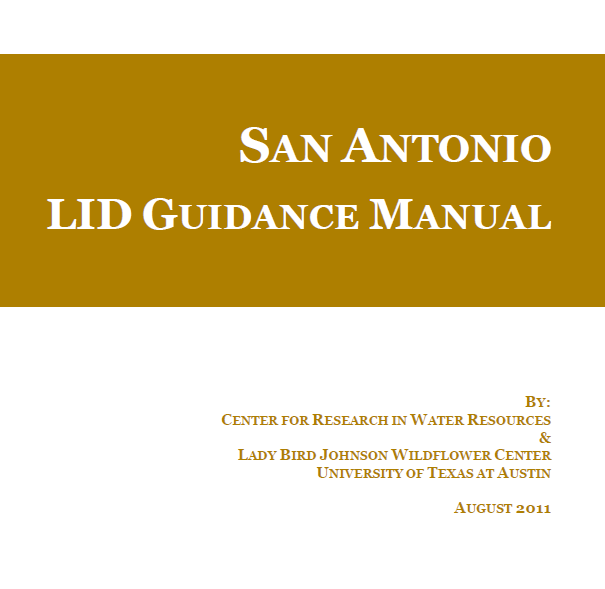 SAN ANTONIO
LID GUIDANCE MANUAL
BY:
CENTER FOR RESEARCH IN WATER RESOURCES
&
LADY BIRD JOHNSON WILDFLOWER CENTER
UNIVERSITY OF TEXAS AT AUSTIN
AUGUST 2011